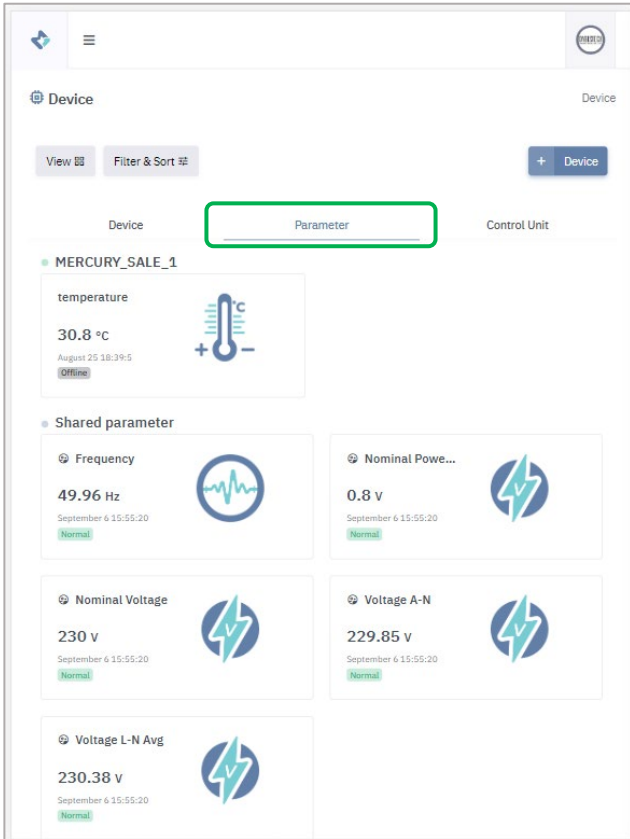 Device
Device
View
Filter & Sort
+ Device
Device
Parameter
Control Unit
MERCURY_SALE_1
temperature
30.8 °C
August 25 18:39:5
Offline
°C
Shared parameter
Frequency
49.96 Hz
September 6 15:55:20
Normal
Nominal Powe...
0.8 V
September 6 15:55:20
Normal
V
Nominal Voltage
230 V
September 6 15:55:20
Normal
V
Voltage A-N
229.85 V
September 6 15:55:20
Normal
V
Voltage L-N Avg
230.38 V
September 6 15:55:20
Normal
V